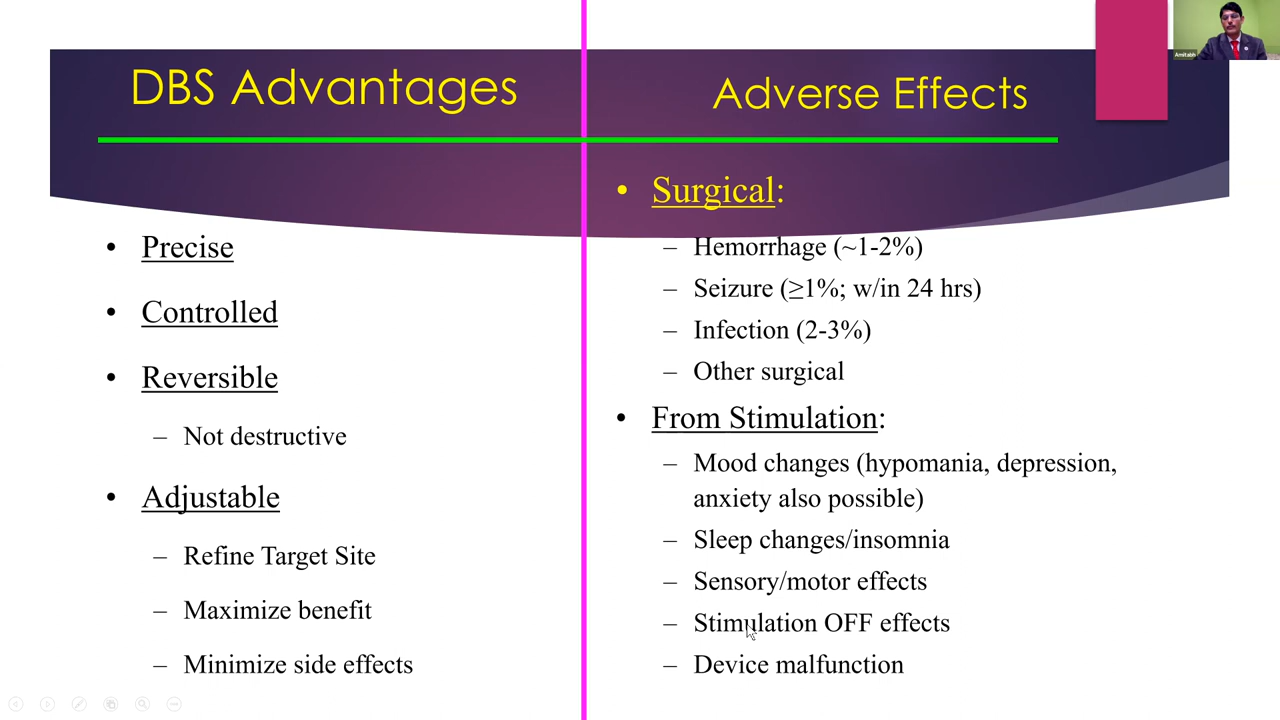 DBS Advantages
• Precise
• Controlled
• Reversible
– Not destructive
• Adjustable
– Refine Target Site
– Maximize benefit
– Minimize side effects
Adverse Effects
• Surgical:
– Hemorrhage (~1-2%)
– Seizure (≥1%; w/in 24 hrs)
– Infection (2-3%)
– Other surgical
• From Stimulation:
– Mood changes (hypomania, depression,
anxiety also possible)
– Sleep changes/insomnia
– Sensory/motor effects
– Stimulation OFF effects
– Device malfunction
Amitabh